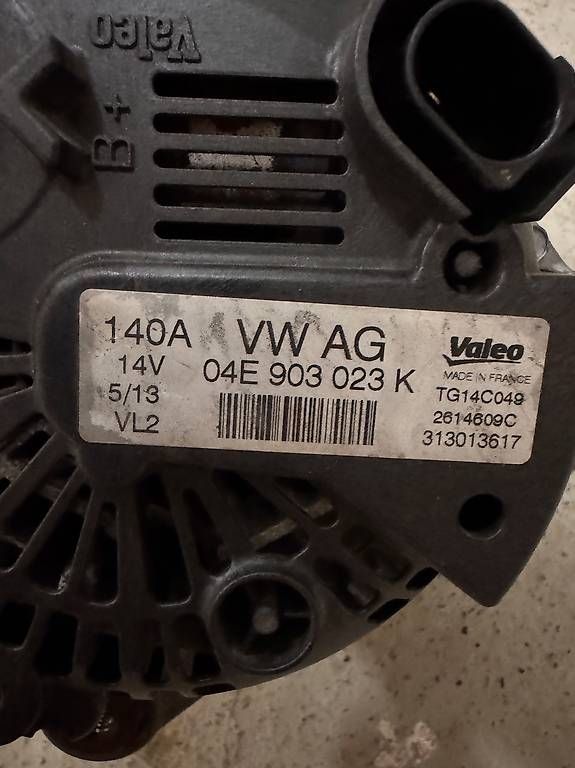 Valeo
B+
140A VW AG
14V 04E 903 023 K
5/13
VL2
Valeo
MADE IN FRANCE
TG14C049
2614609C
313013617